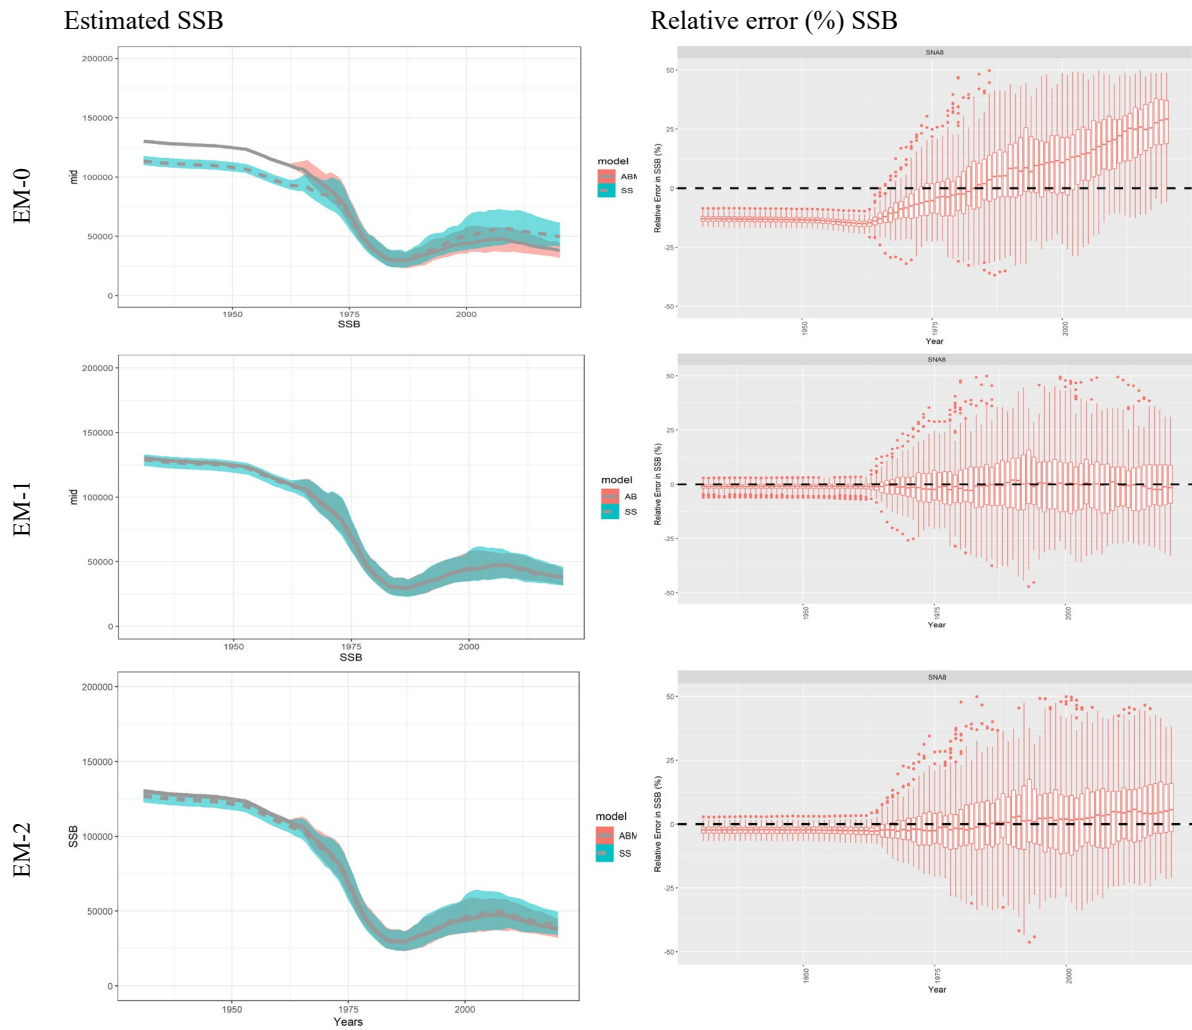 Estimated SSB
Relative error (%) SSB
EM-0
200000
150000
100000
50000
0
mid
1950
1975
2000
SSB
model
ABM
SS
SNA8
50
25
0
-25
-50
Relative Error in SSB (%)
1950
1975
2000
Year
EM-1
200000
150000
100000
50000
0
mid
1950
1975
2000
SSB
model
AB
SS
SNA8
50
25
0
-25
-50
Relative Error in SSB (%)
1950
1975
2000
Year
EM-2
200000
150000
100000
50000
0
SSB
1950
1975
2000
Years
model
ABM
SS
SNA8
50
25
0
-25
-50
Relative Error in SSB (%)
1950
1975
2000
Year